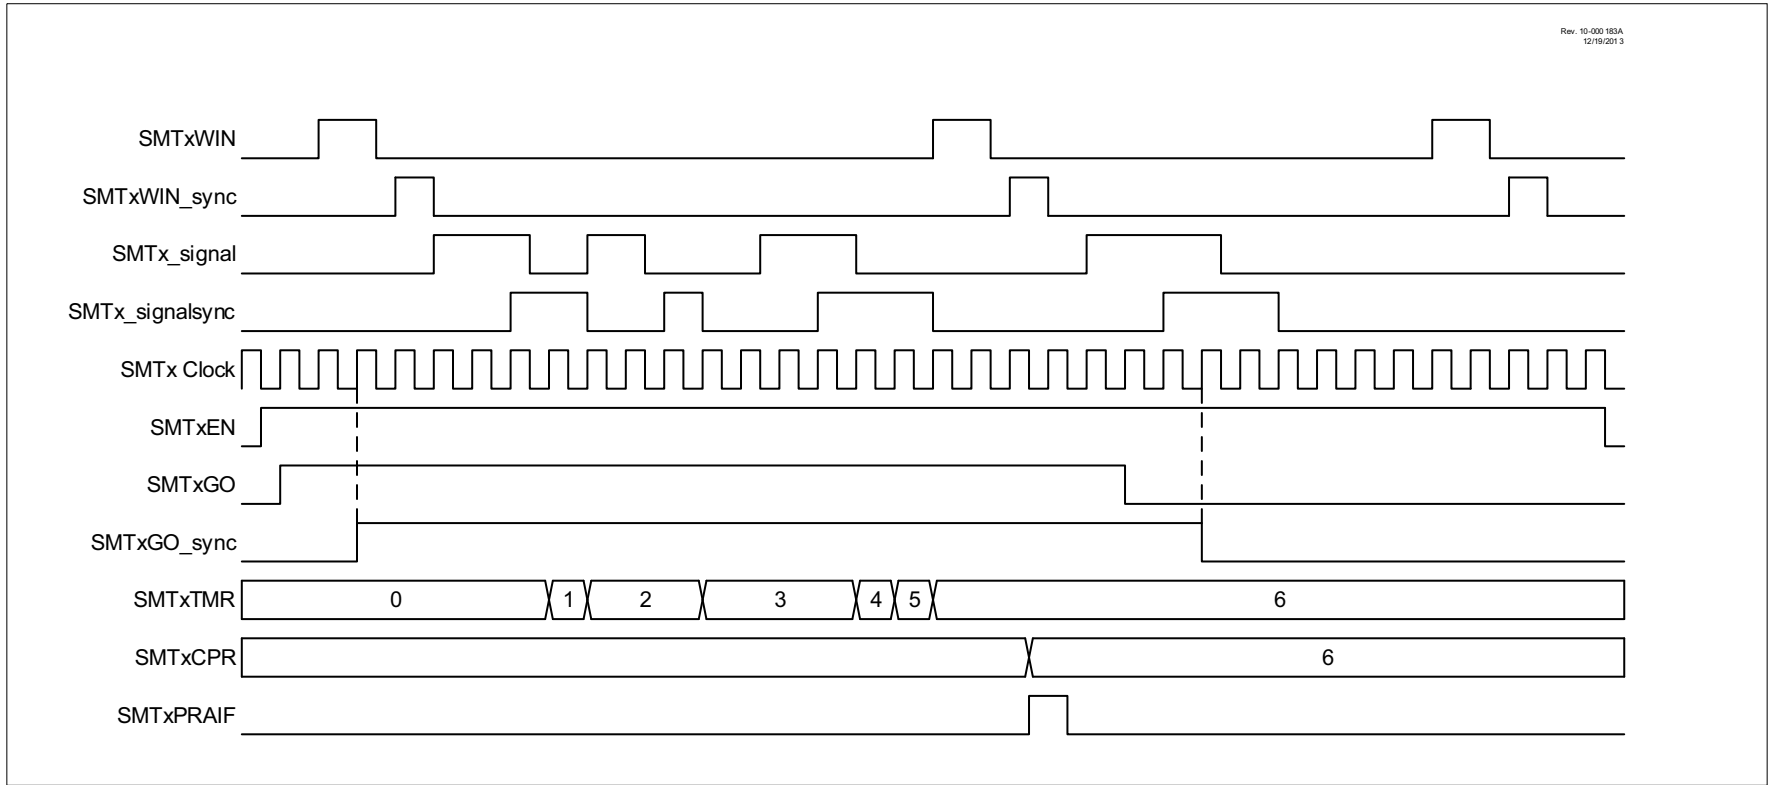 Rev. 10-000 183A
12/19/201 3
SMTxWIN
SMTxWIN_sync
SMTx_signal
SMTx_signalsync
SMTx Clock
SMTxEN
SMTxGO
SMTxGO_sync
SMTxTMR 0 1 2 3 4 5 6
SMTxCPR 6
SMTxPRAIF